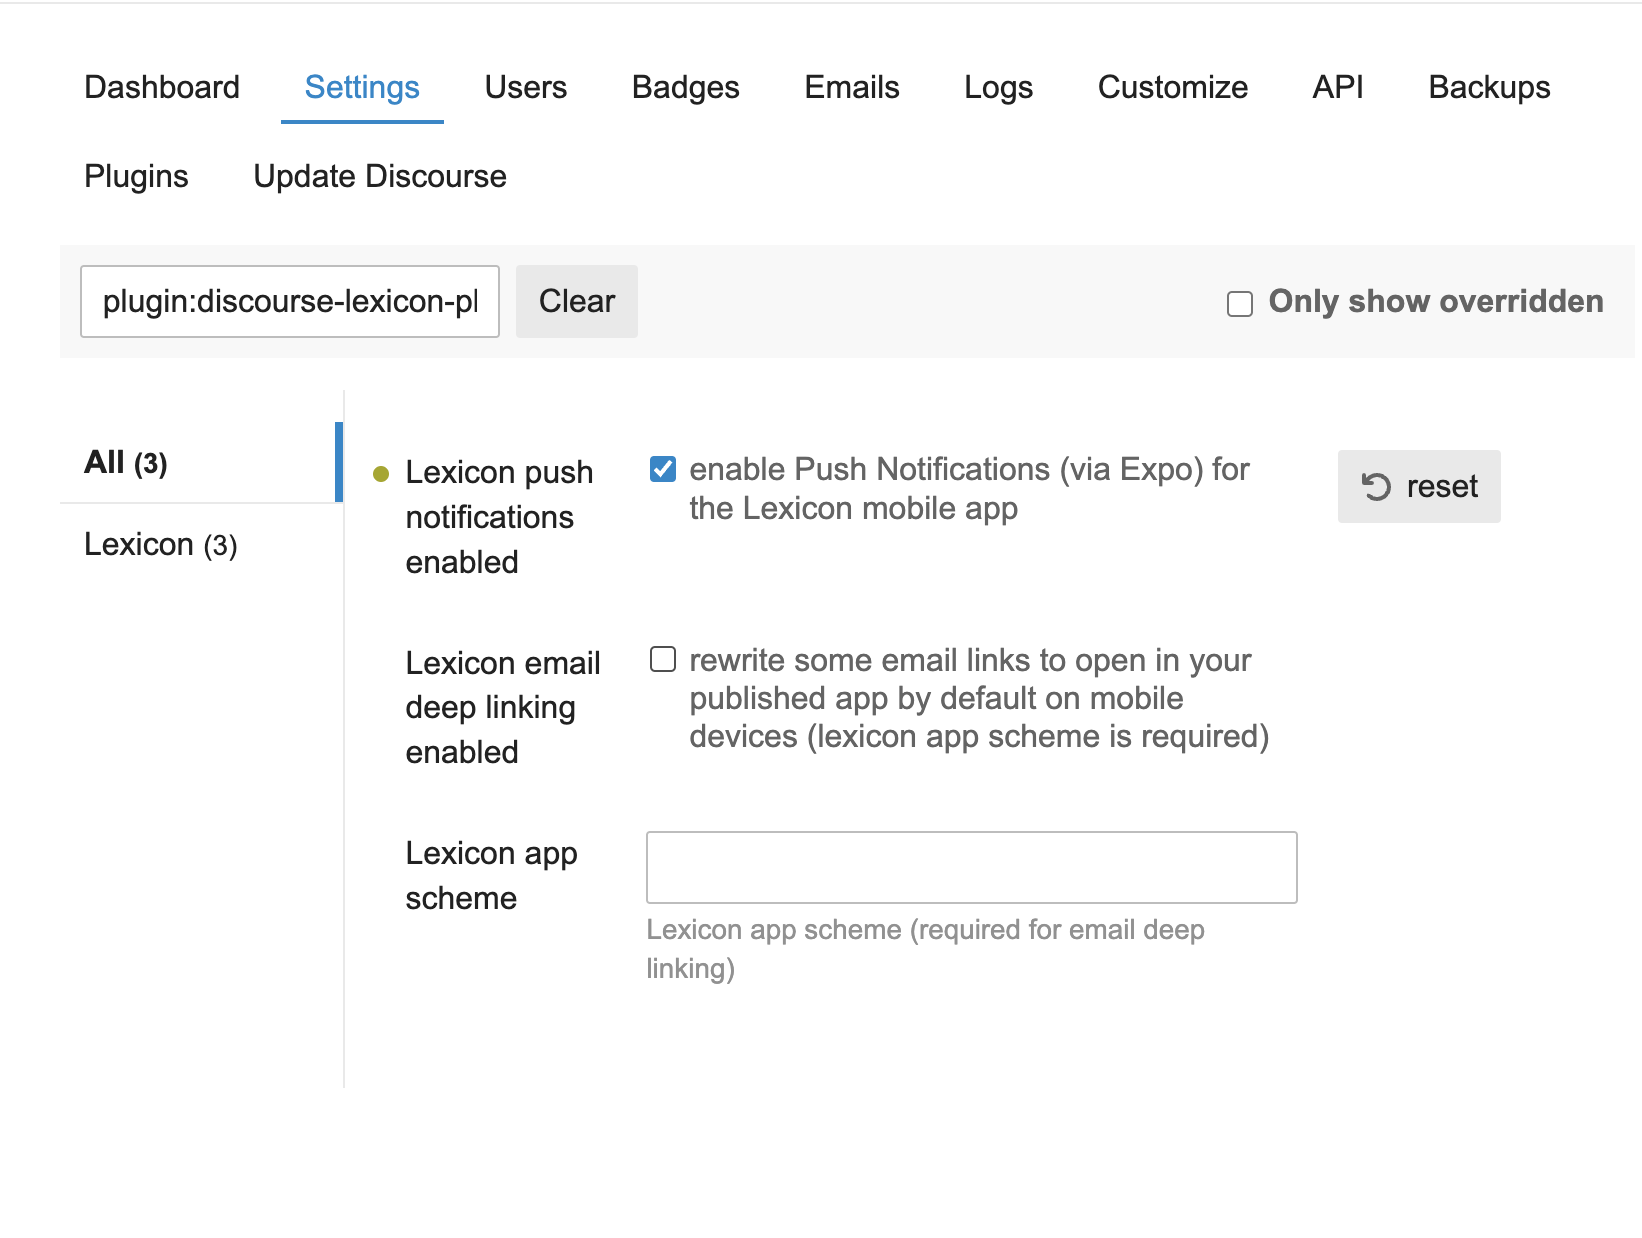 Dashboard Settings Users Badges Emails Logs Customize API Backups
Plugins Update Discourse
plugin:discourse-lexicon-pl Clear Only show overridden
All (3)
Lexicon (3)
Lexicon push
notifications
enabled
enable Push Notifications (via Expo) for
the Lexicon mobile app
reset
Lexicon email
deep linking
enabled
rewrite some email links to open in your
published app by default on mobile
devices (lexicon app scheme is required)
Lexicon app
scheme
Lexicon app scheme (required for email deep
linking)